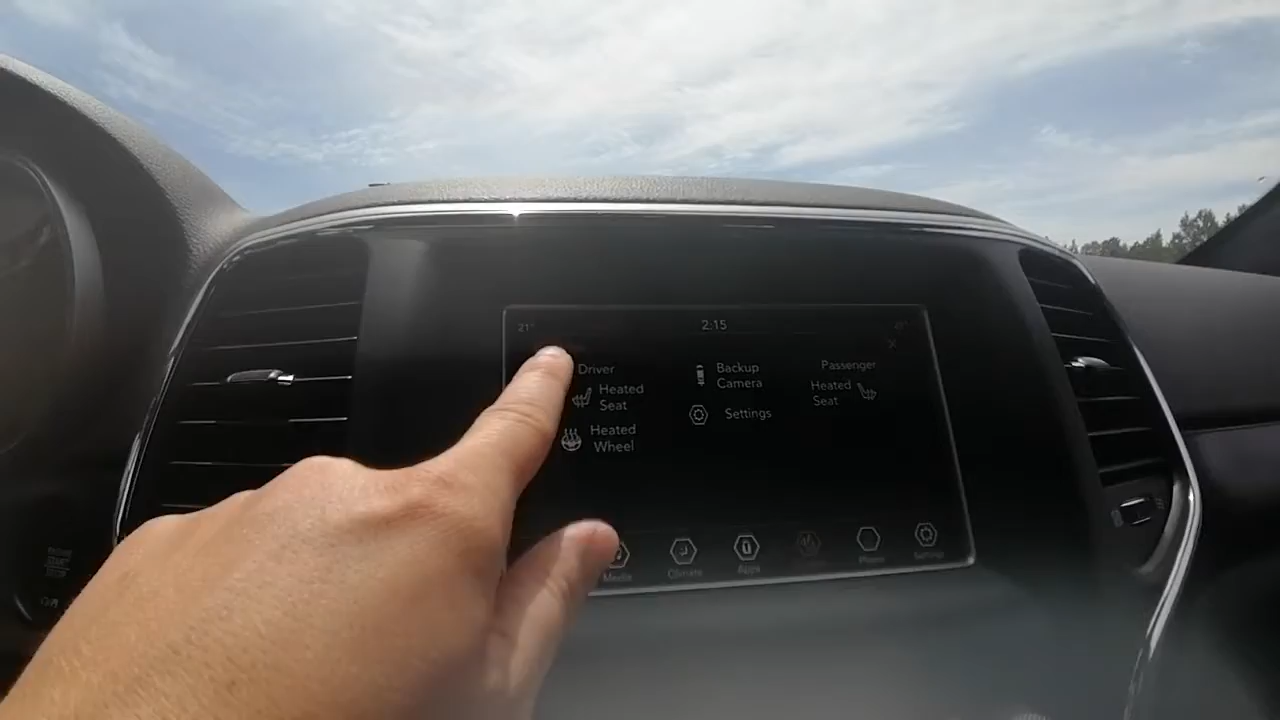 21°
2:15
Driver
Heated
Seat
Heated
Wheel
Backup
Camera
Settings
Passenger
Heated
Seat
Media
Climate
Apps
Phone
Settings